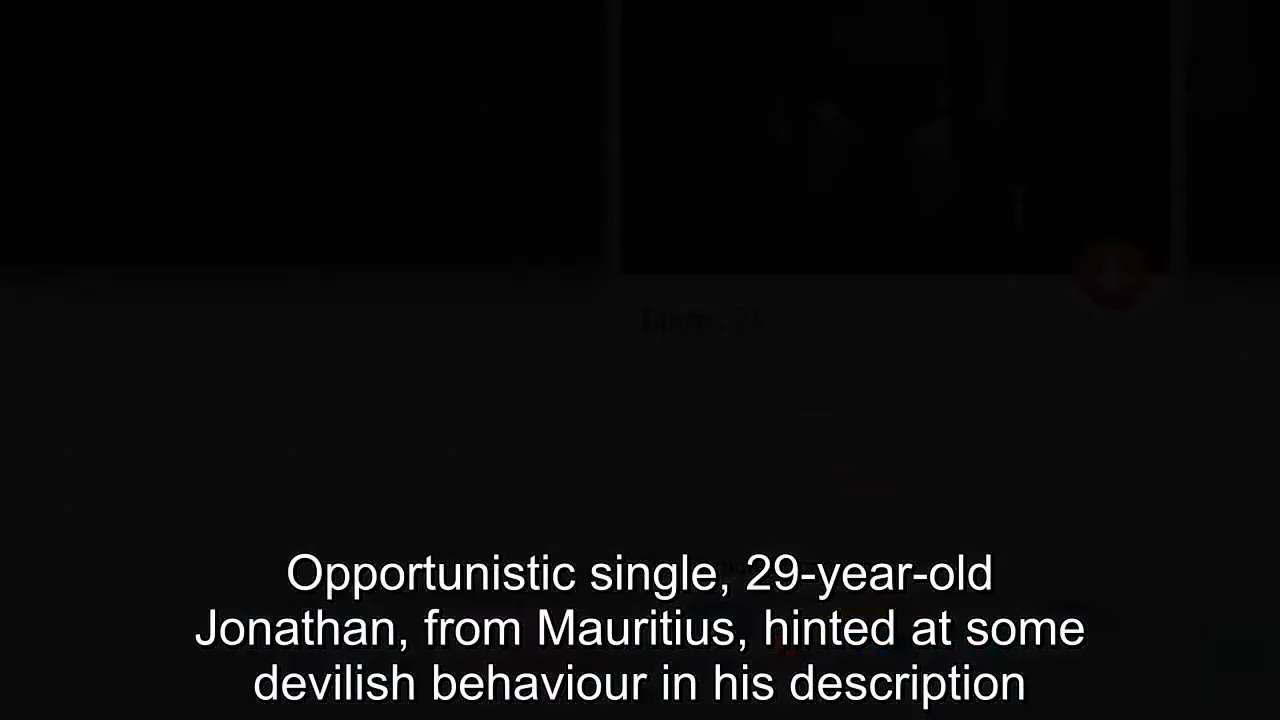 Opportunistic single, 29-year-old
Jonathan, from Mauritius, hinted at some
devilish behaviour in his description